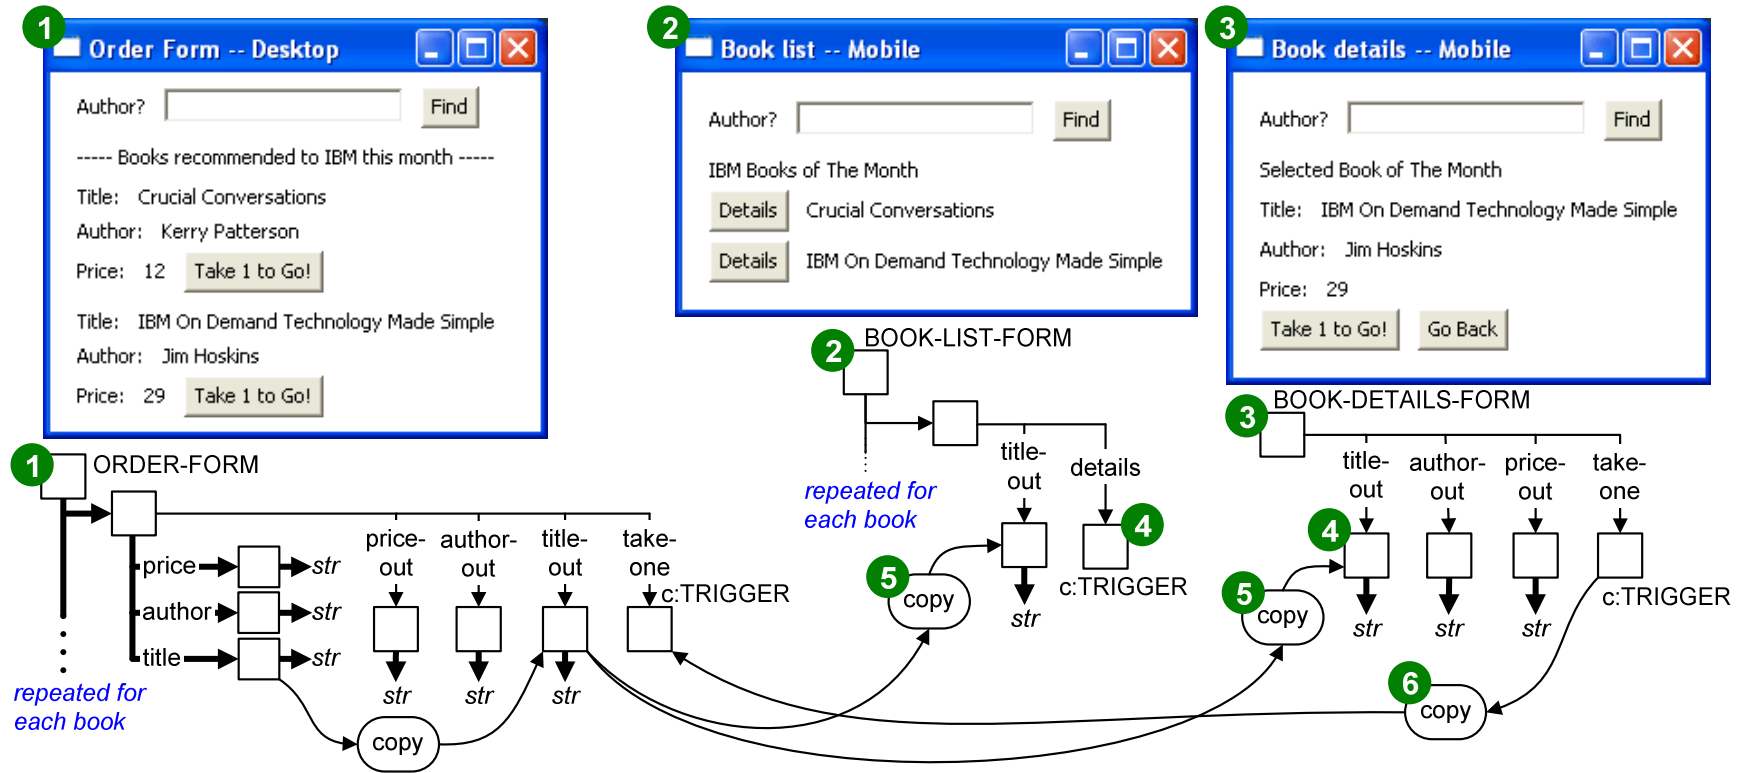 1
Order Form -- Desktop
Author?
Find
----- Books recommended to IBM this month -----
Title: Crucial Conversations
Author: Kerry Patterson
Price: 12 Take 1 to Go!
Title: IBM On Demand Technology Made Simple
Author: Jim Hoskins
Price: 29 Take 1 to Go!
2
Book list -- Mobile
Author?
Find
IBM Books of The Month
Details Crucial Conversations
Details IBM On Demand Technology Made Simple
3
Book details -- Mobile
Author?
Find
Selected Book of The Month
Title: IBM On Demand Technology Made Simple
Author: Jim Hoskins
Price: 29
Take 1 to Go! Go Back
1
ORDER-FORM
price
str
author
str
title
str
repeated for
each book
price-
out
str
author-
out
str
title-
out
str
take-
one
c:TRIGGER
copy
2
BOOK-LIST-FORM
repeated for
each book
title-
out
str
details
4
c:TRIGGER
5
copy
3
BOOK-DETAILS-FORM
title-
out
4
str
author-
out
str
price-
out
str
take-
one
c:TRIGGER
5
copy
6
copy